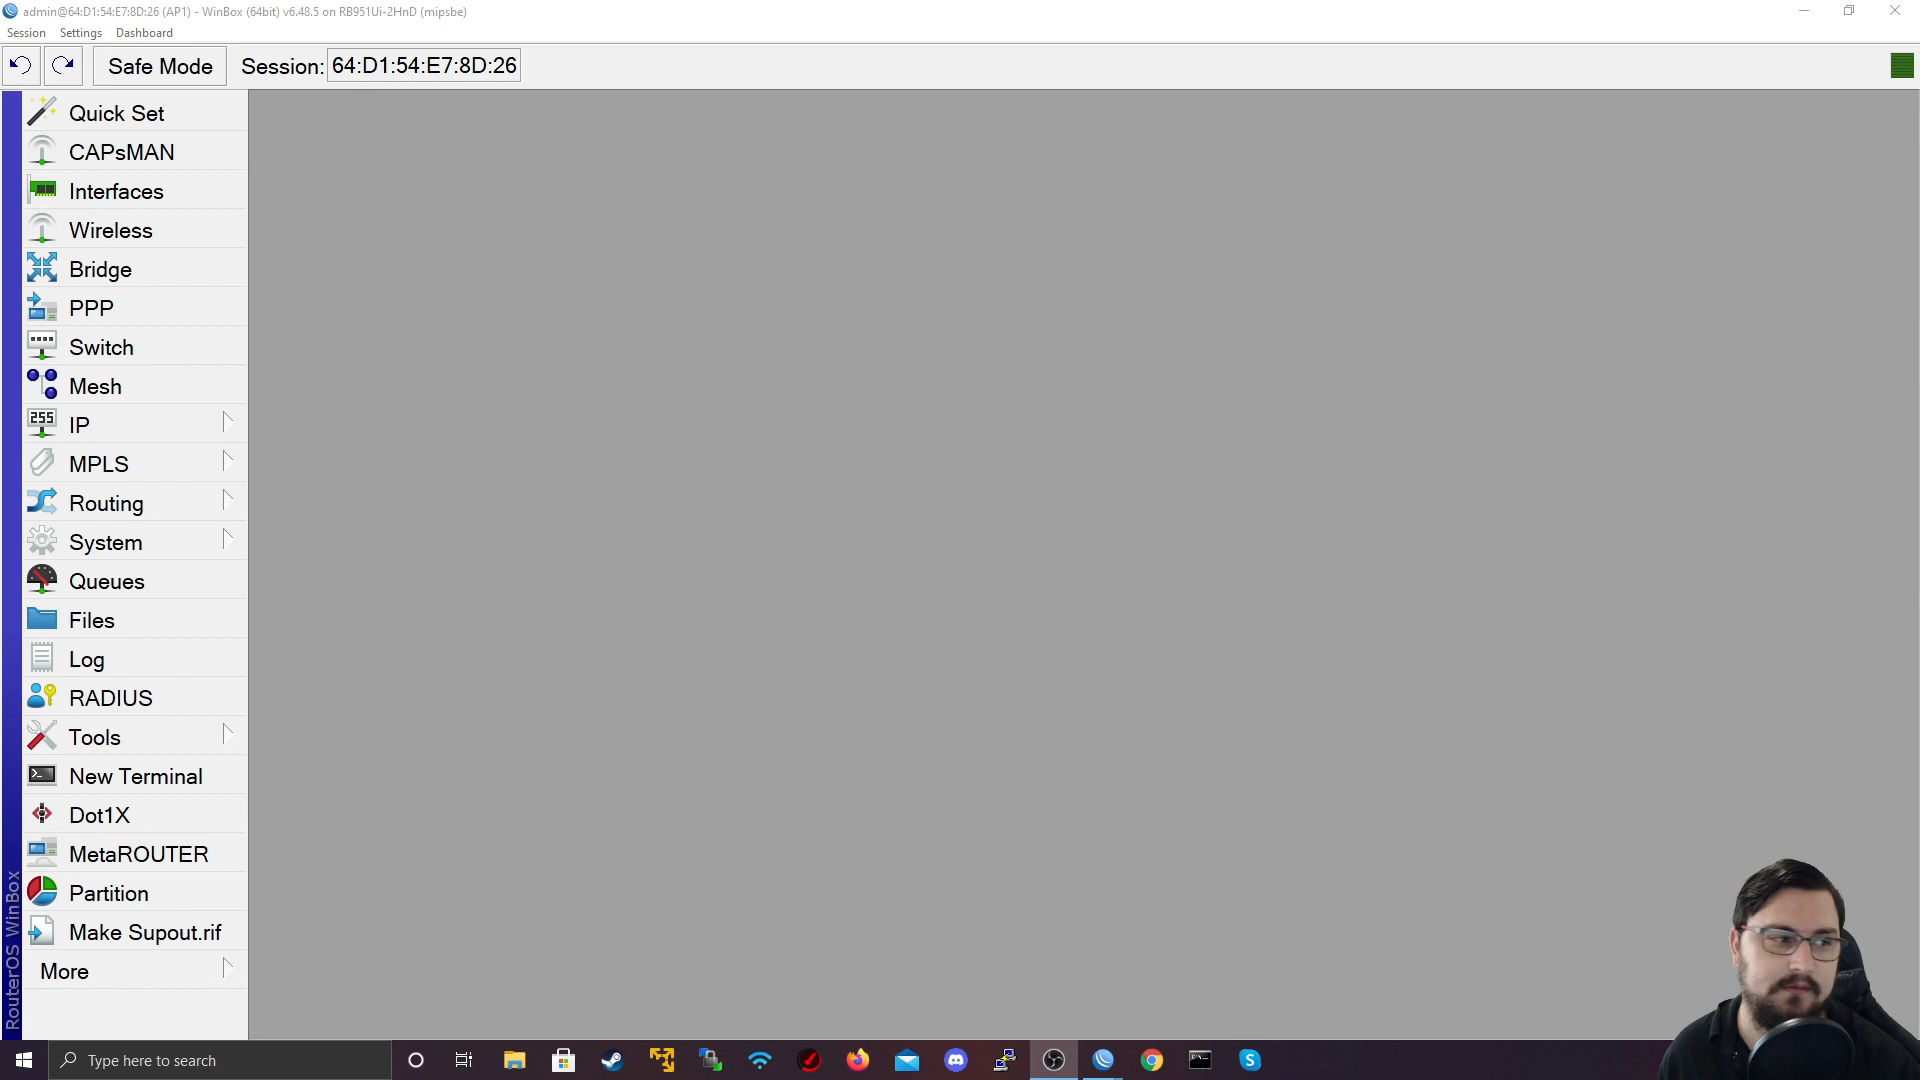 admin@64:D1:54:E7:8D:26 (AP1) - WinBox (64bit) v6.48.5 on RB951Ui-2HnD (mipsbe)
Session Settings Dashboard
Safe Mode Session: 64:D1:54:E7:8D:26
Quick Set
CAPsMAN
Interfaces
Wireless
Bridge
PPP
Switch
Mesh
255 IP
MPLS
Routing
System
Queues
Files
Log
RADIUS
Tools
New Terminal
Dot1X
MetaROUTER
Partition
Make Supout.rif
More
RouterOS WinBox
Type here to search